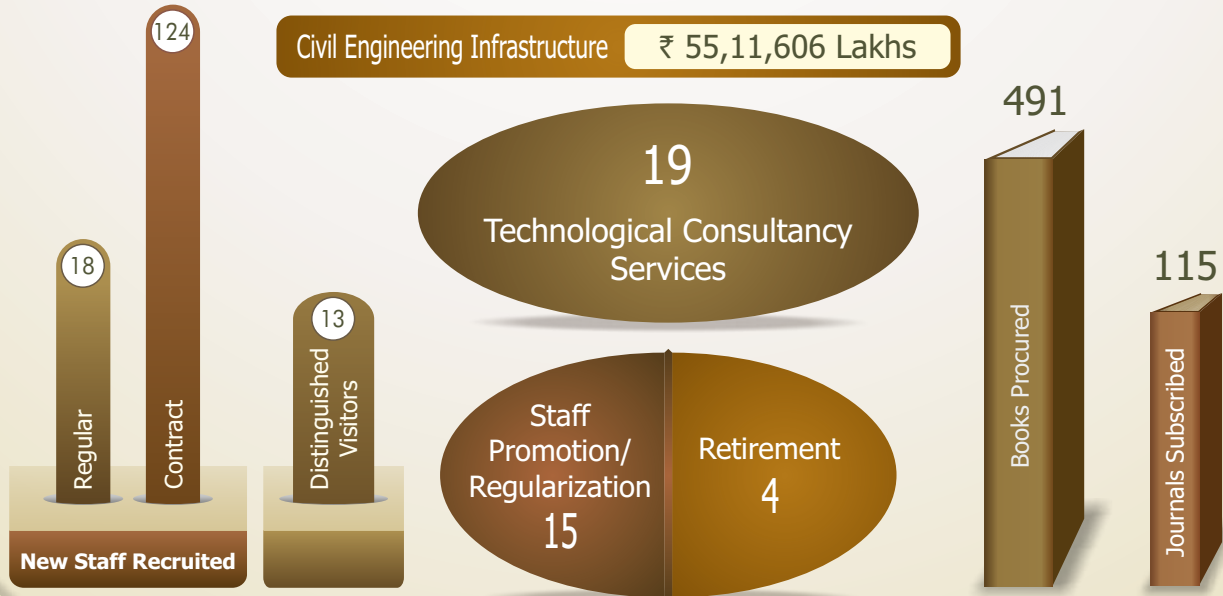 Civil Engineering Infrastructure ₹ 55,11,606 Lakhs
124
Contract
18
Regular
New Staff Recruited
13
Distinguished
Visitors
19
Technological Consultancy
Services
Staff
Promotion/
Regularization
15
Retirement
4
491
Books Procured
115
Journals Subscribed